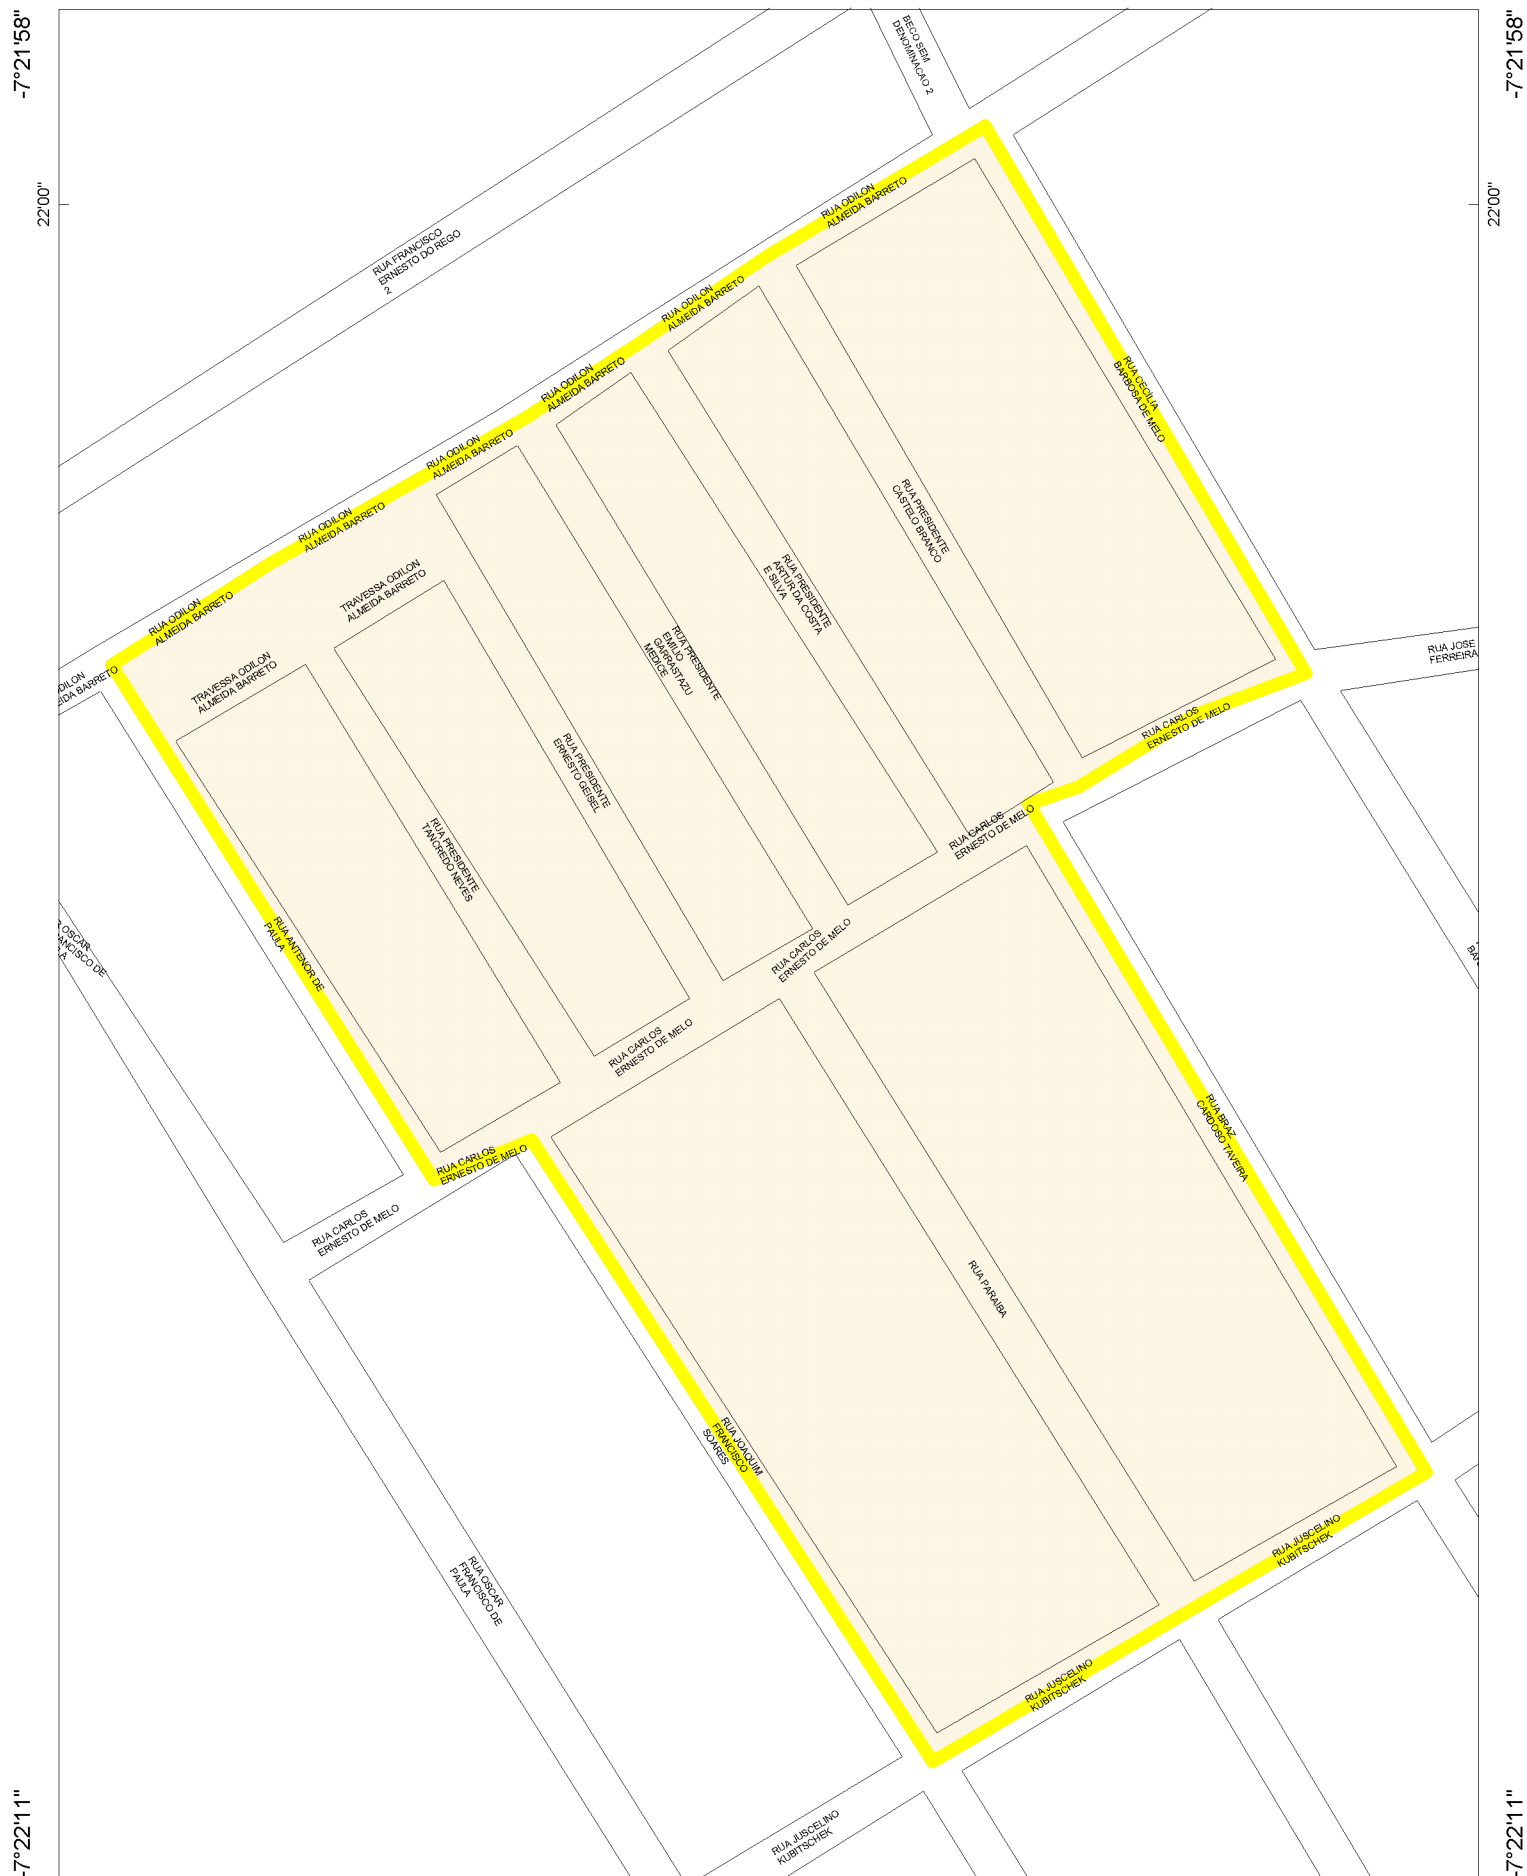 -7°21'58"
-7°21'58"
BECO SEM
DENOMINACAO 2
22'00"
22'00"
RUA ODILON
ALMEIDA BARRETO
RUA FRANCISCO
ERNESTO DO REGO
2
RUA ODILON
ALMEIDA BARRETO
RUA ODILON
ALMEIDA BARRETO
RUA CECILIA
BARBOSA DE MELO
RUA ODILON
ALMEIDA BARRETO
RUA ODILON
ALMEIDA BARRETO
RUA PRESIDENTE
CASTELO BRANCO
TRAVESSA ODILON
ALMEIDA BARRETO
RUA PRESIDENTE
ARTUR DA COSTA
E SILVA
RUA ODILON
ALMEIDA BARRETO
RUA PRESIDENTE
EMILIO
GARRASTAZU
MEDICE
RUA JOSE
FERREIRA
TRAVESSA ODILON
ALMEIDA BARRETO
ODILON
EIDA BARRETO
RUA CARLOS
ERNESTO DE MELO
RUA PRESIDENTE
ERNESTO GEISEL
RUA CARLOS
ERNESTO DE MELO
RUA PRESIDENTE
TANCREDO NEVES
RUA ANTENOR DE
PAULA
OSCAR
ANCISCO DE
LA
RUA CARLOS
ERNESTO DE MELO
RUA CARLOS
ERNESTO DE MELO
RUA BRAZ
CARDOSO TAVEIRA
RUA CARLOS
ERNESTO DE MELO
RUA CARLOS
ERNESTO DE MELO
RUA PARAIBA
RUA JOAQUIM
FRANCISCO
SOARES
RUA JUSCELINO
KUBITSCHEK
RUA OSCAR
FRANCISCO DE
PAULA
RUA JUSCELINO
KUBITSCHEK
RUA JUSCELINO
KUBITSCHEK
-7°22'11"
-7°22'11"